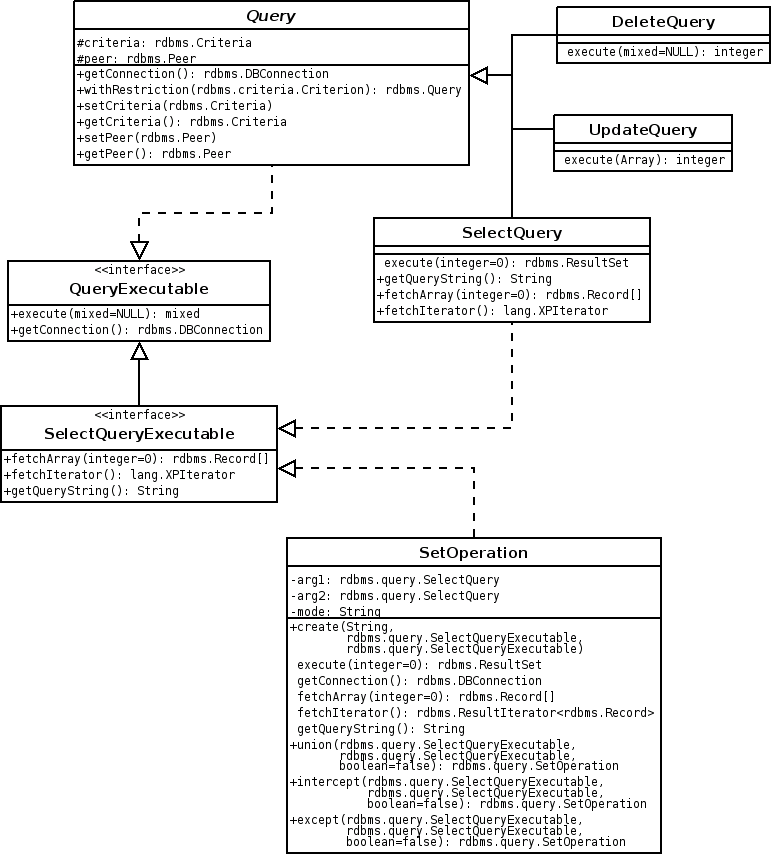 Query
#criteria: rdbms.Criteria
#peer: rdbms.Peer
+getConnection(): rdbms.DBConnection
+withRestriction(rdbms.criteria.Criterion): rdbms.Query
+setCriteria(rdbms.Criteria)
+getCriteria(): rdbms.Criteria
+setPeer(rdbms.Peer)
+getPeer(): rdbms.Peer
DeleteQuery
execute(mixed=NULL): integer
UpdateQuery
execute(Array): integer
SelectQuery
execute(integer=0): rdbms.ResultSet
+getQueryString(): String
+fetchArray(integer=0): rdbms.Record[]
+fetchIterator(): lang.XPIterator
<<interface>>
QueryExecutable
+execute(mixed=NULL): mixed
+getConnection(): rdbms.DBConnection
<<interface>>
SelectQueryExecutable
+fetchArray(integer=0): rdbms.Record[]
+fetchIterator(): lang.XPIterator
+getQueryString(): String
SetOperation
-arg1: rdbms.query.SelectQuery
-arg2: rdbms.query.SelectQuery
-mode: String
+create(String,
rdbms.query.SelectQueryExecutable,
rdbms.query.SelectQueryExecutable)
execute(integer=0): rdbms.ResultSet
getConnection(): rdbms.DBConnection
fetchArray(integer=0): rdbms.Record[]
fetchIterator(): rdbms.ResultIterator<rdbms.Record>
getQueryString(): String
+union(rdbms.query.SelectQueryExecutable,
rdbms.query.SelectQueryExecutable,
boolean=false): rdbms.query.SetOperation
+intercept(rdbms.query.SelectQueryExecutable,
rdbms.query.SelectQueryExecutable,
boolean=false): rdbms.query.SetOperation
+except(rdbms.query.SelectQueryExecutable,
rdbms.query.SelectQueryExecutable,
boolean=false): rdbms.query.SetOperation